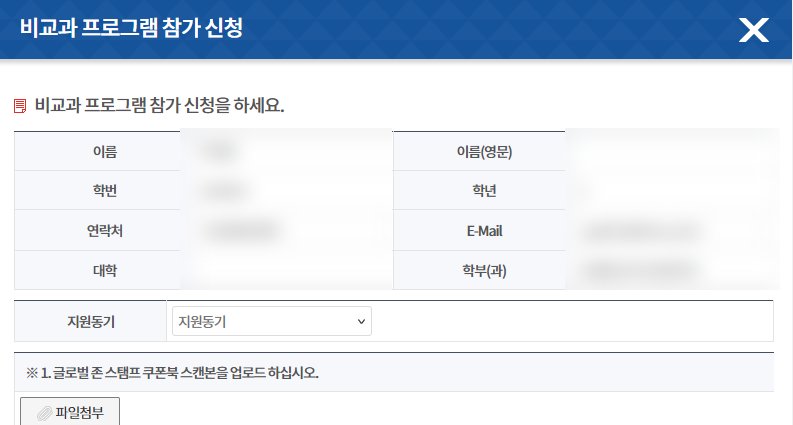 비교과 프로그램 참가 신청
비교과 프로그램 참가 신청을 하세요.
이름 이름(영문)
학번 학년
연락처 E-Mail
대학 학부(과)
지원동기 지원동기
※ 1. 글로벌 존 스탬프 쿠폰북 스캔본을 업로드 하십시오.
파일첨부